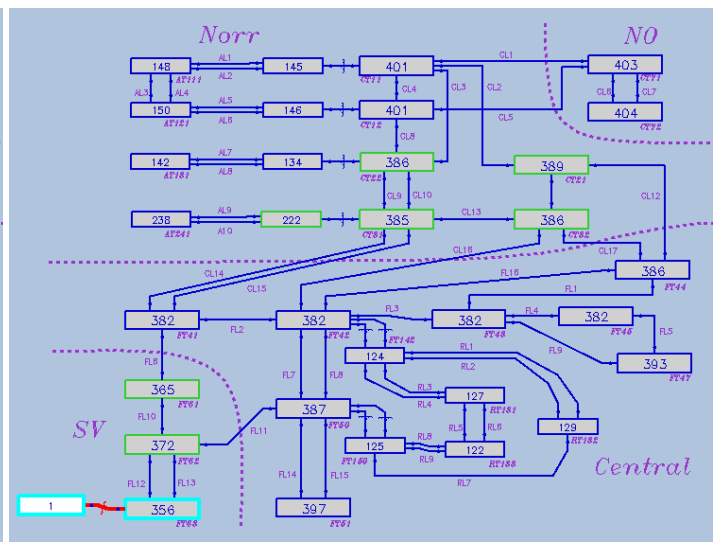 Norr
NO
148
AL1
AL2
145
401
CL1
403
AT111
CT11
CT71
AL3
AL4
CL4
CL3
CL2
CL6
CL7
150
AL5
AL6
146
401
CL5
404
AT121
CT12
CT72
CL8
142
AL7
AL8
134
386
389
AT131
CT22
CT21
CL9
CL10
CL12
238
AL9
A10
222
385
CL13
386
AT241
CT31
CT32
CL14
CL15
CL16
CL17
FL16
386
FT44
FL1
382
FL2
382
FL3
382
FL4
382
FT41
FT42
FT142
FT43
FT45
FL5
FL6
FL7
FL8
124
RL1
RL2
FL9
393
FT47
365
FT61
RL3
RL4
127
RT131
SV
FL10
FL11
387
FT50
RL5
RL6
129
RT132
372
FT62
125
RL8
RL9
122
FT150
RT133
RL7
Central
FL12
FL13
FL14
FL15
1
356
397
FT63
FT51